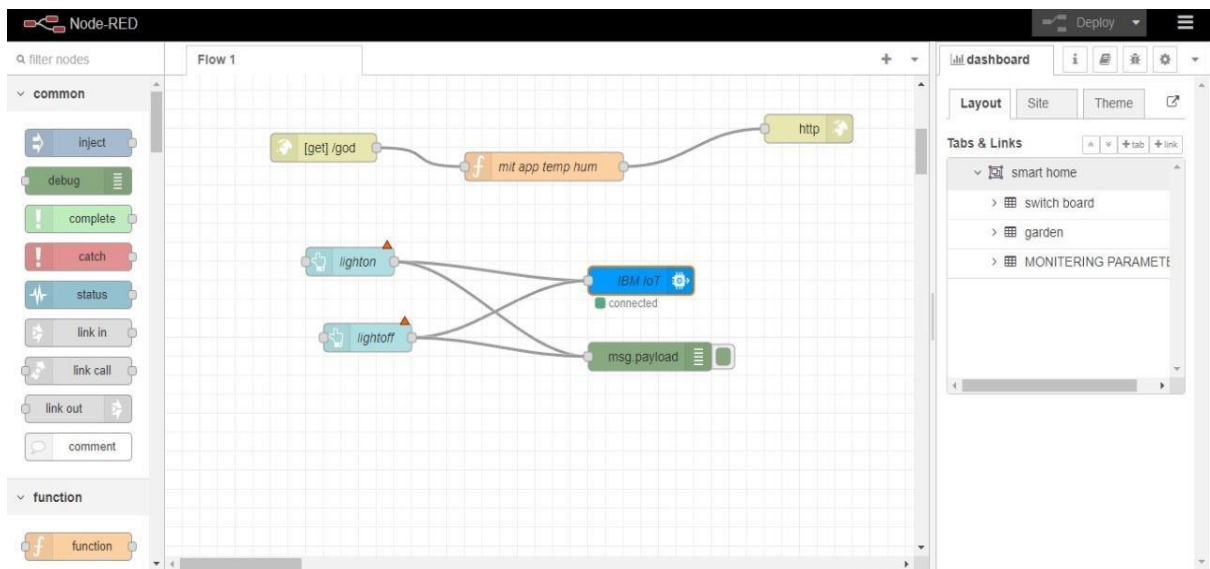 Node-RED
Deploy
filter nodes
common
inject
debug
complete
catch
status
link in
link call
link out
comment
function
function
Flow 1
[get] /god
mit app temp hum
http
lighton
lightoff
IBM IoT
connected
msg.payload
dashboard
i
Layout
Site
Theme
Tabs & Links
+tab
+link
smart home
switch board
garden
MONITERING PARAMETE